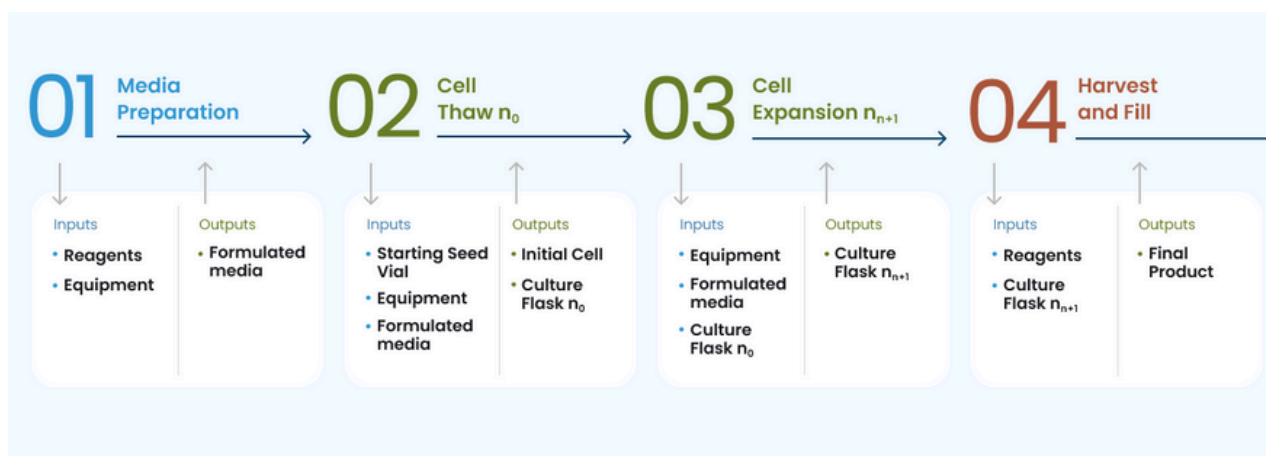 01
Media
Preparation
02
Cell
Thaw n₀
03
Cell
Expansion nₙ₊₁
04
Harvest
and Fill
Inputs
• Reagents
• Equipment
Outputs
• Formulated
media
Inputs
• Starting Seed
Vial
• Equipment
• Formulated
media
Outputs
• Initial Cell
• Culture
Flask n₀
Inputs
• Equipment
• Formulated
media
• Culture
Flask n₀
Outputs
• Culture
Flask nₙ₊₁
Inputs
• Reagents
• Culture
Flask nₙ₊₁
Outputs
• Final
Product